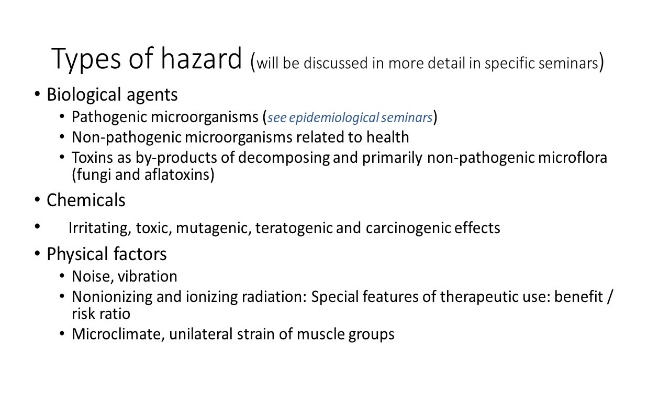 Types of hazard (will be discussed in more detail in specific seminars)
• Biological agents
• Pathogenic microorganisms (see epidemiological seminars)
• Non-pathogenic microorganisms related to health
• Toxins as by-products of decomposing and primarily non-pathogenic microflora
(fungi and aflatoxins)
• Chemicals
• Irritating, toxic, mutagenic, teratogenic and carcinogenic effects
• Physical factors
• Noise, vibration
• Nonionizing and ionizing radiation: Special features of therapeutic use: benefit /
risk ratio
• Microclimate, unilateral strain of muscle groups